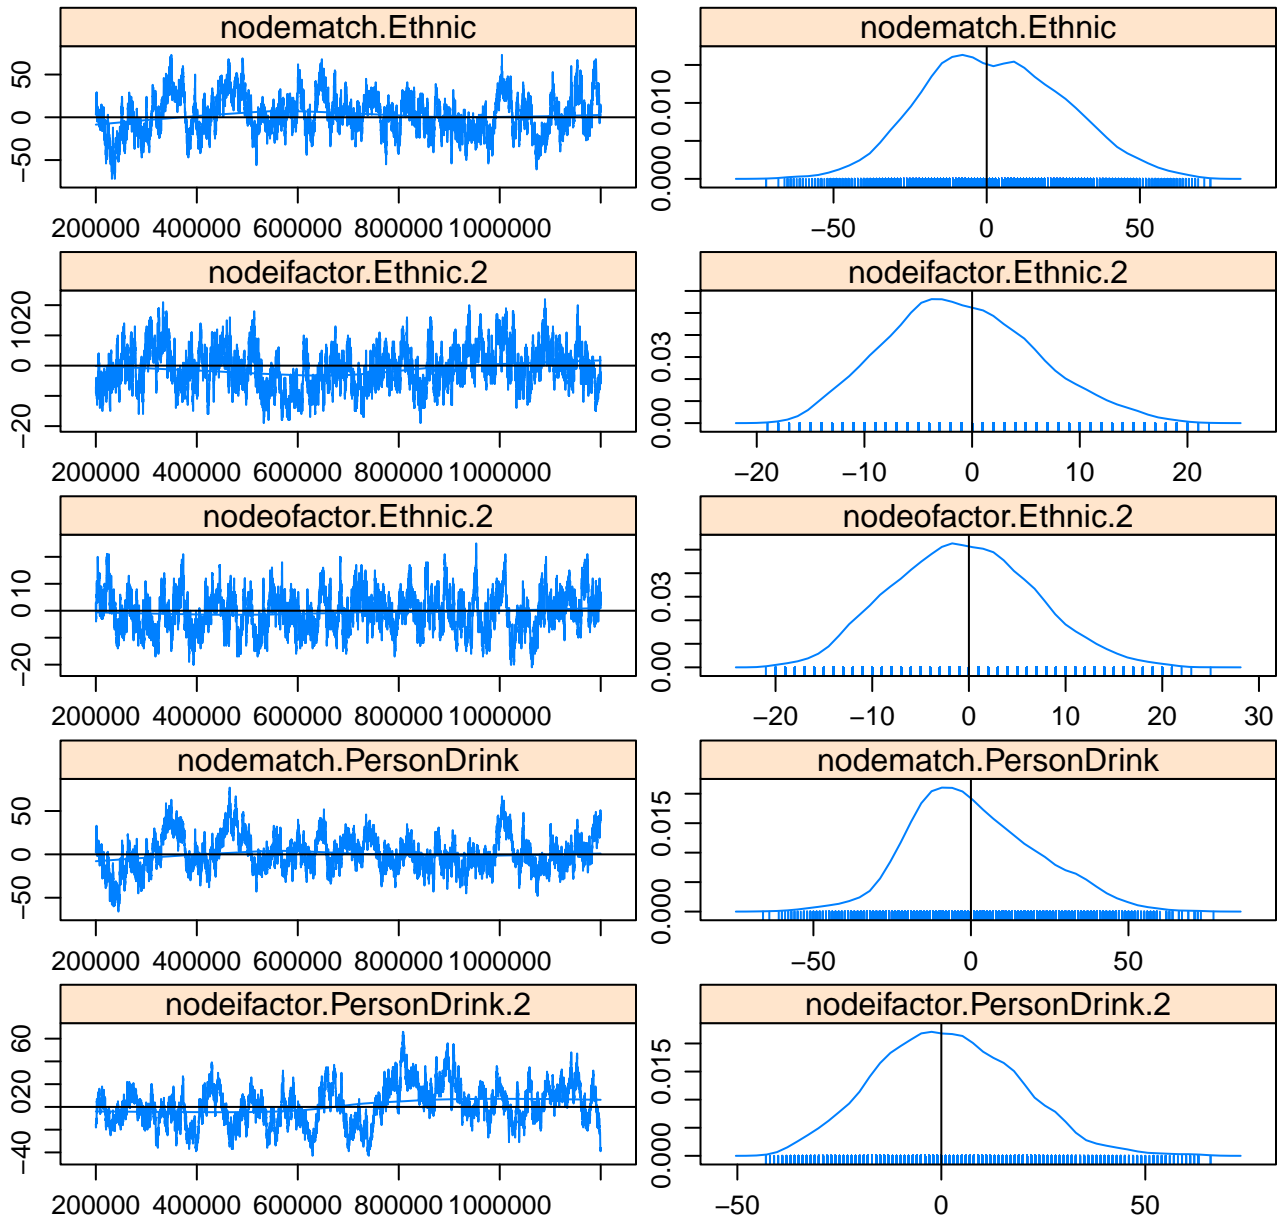 nodematch.Ethnic
nodematch.Ethnic
−50 0 50
0.000 0.010
200000 400000 600000 800000 1000000
−50 0 50
nodeifactor.Ethnic.2
nodeifactor.Ethnic.2
−20 0 10 20
0.00 0.03
200000 400000 600000 800000 1000000
−20 −10 0 10 20
nodeofactor.Ethnic.2
nodeofactor.Ethnic.2
−20 0 10
0.00 0.03
200000 400000 600000 800000 1000000
−20 −10 0 10 20 30
nodematch.PersonDrink
nodematch.PersonDrink
−50 0 50
0.000 0.015
200000 400000 600000 800000 1000000
−50 0 50
nodeifactor.PersonDrink.2
nodeifactor.PersonDrink.2
−40 0 20 60
0.000 0.015
200000 400000 600000 800000 1000000
−50 0 50